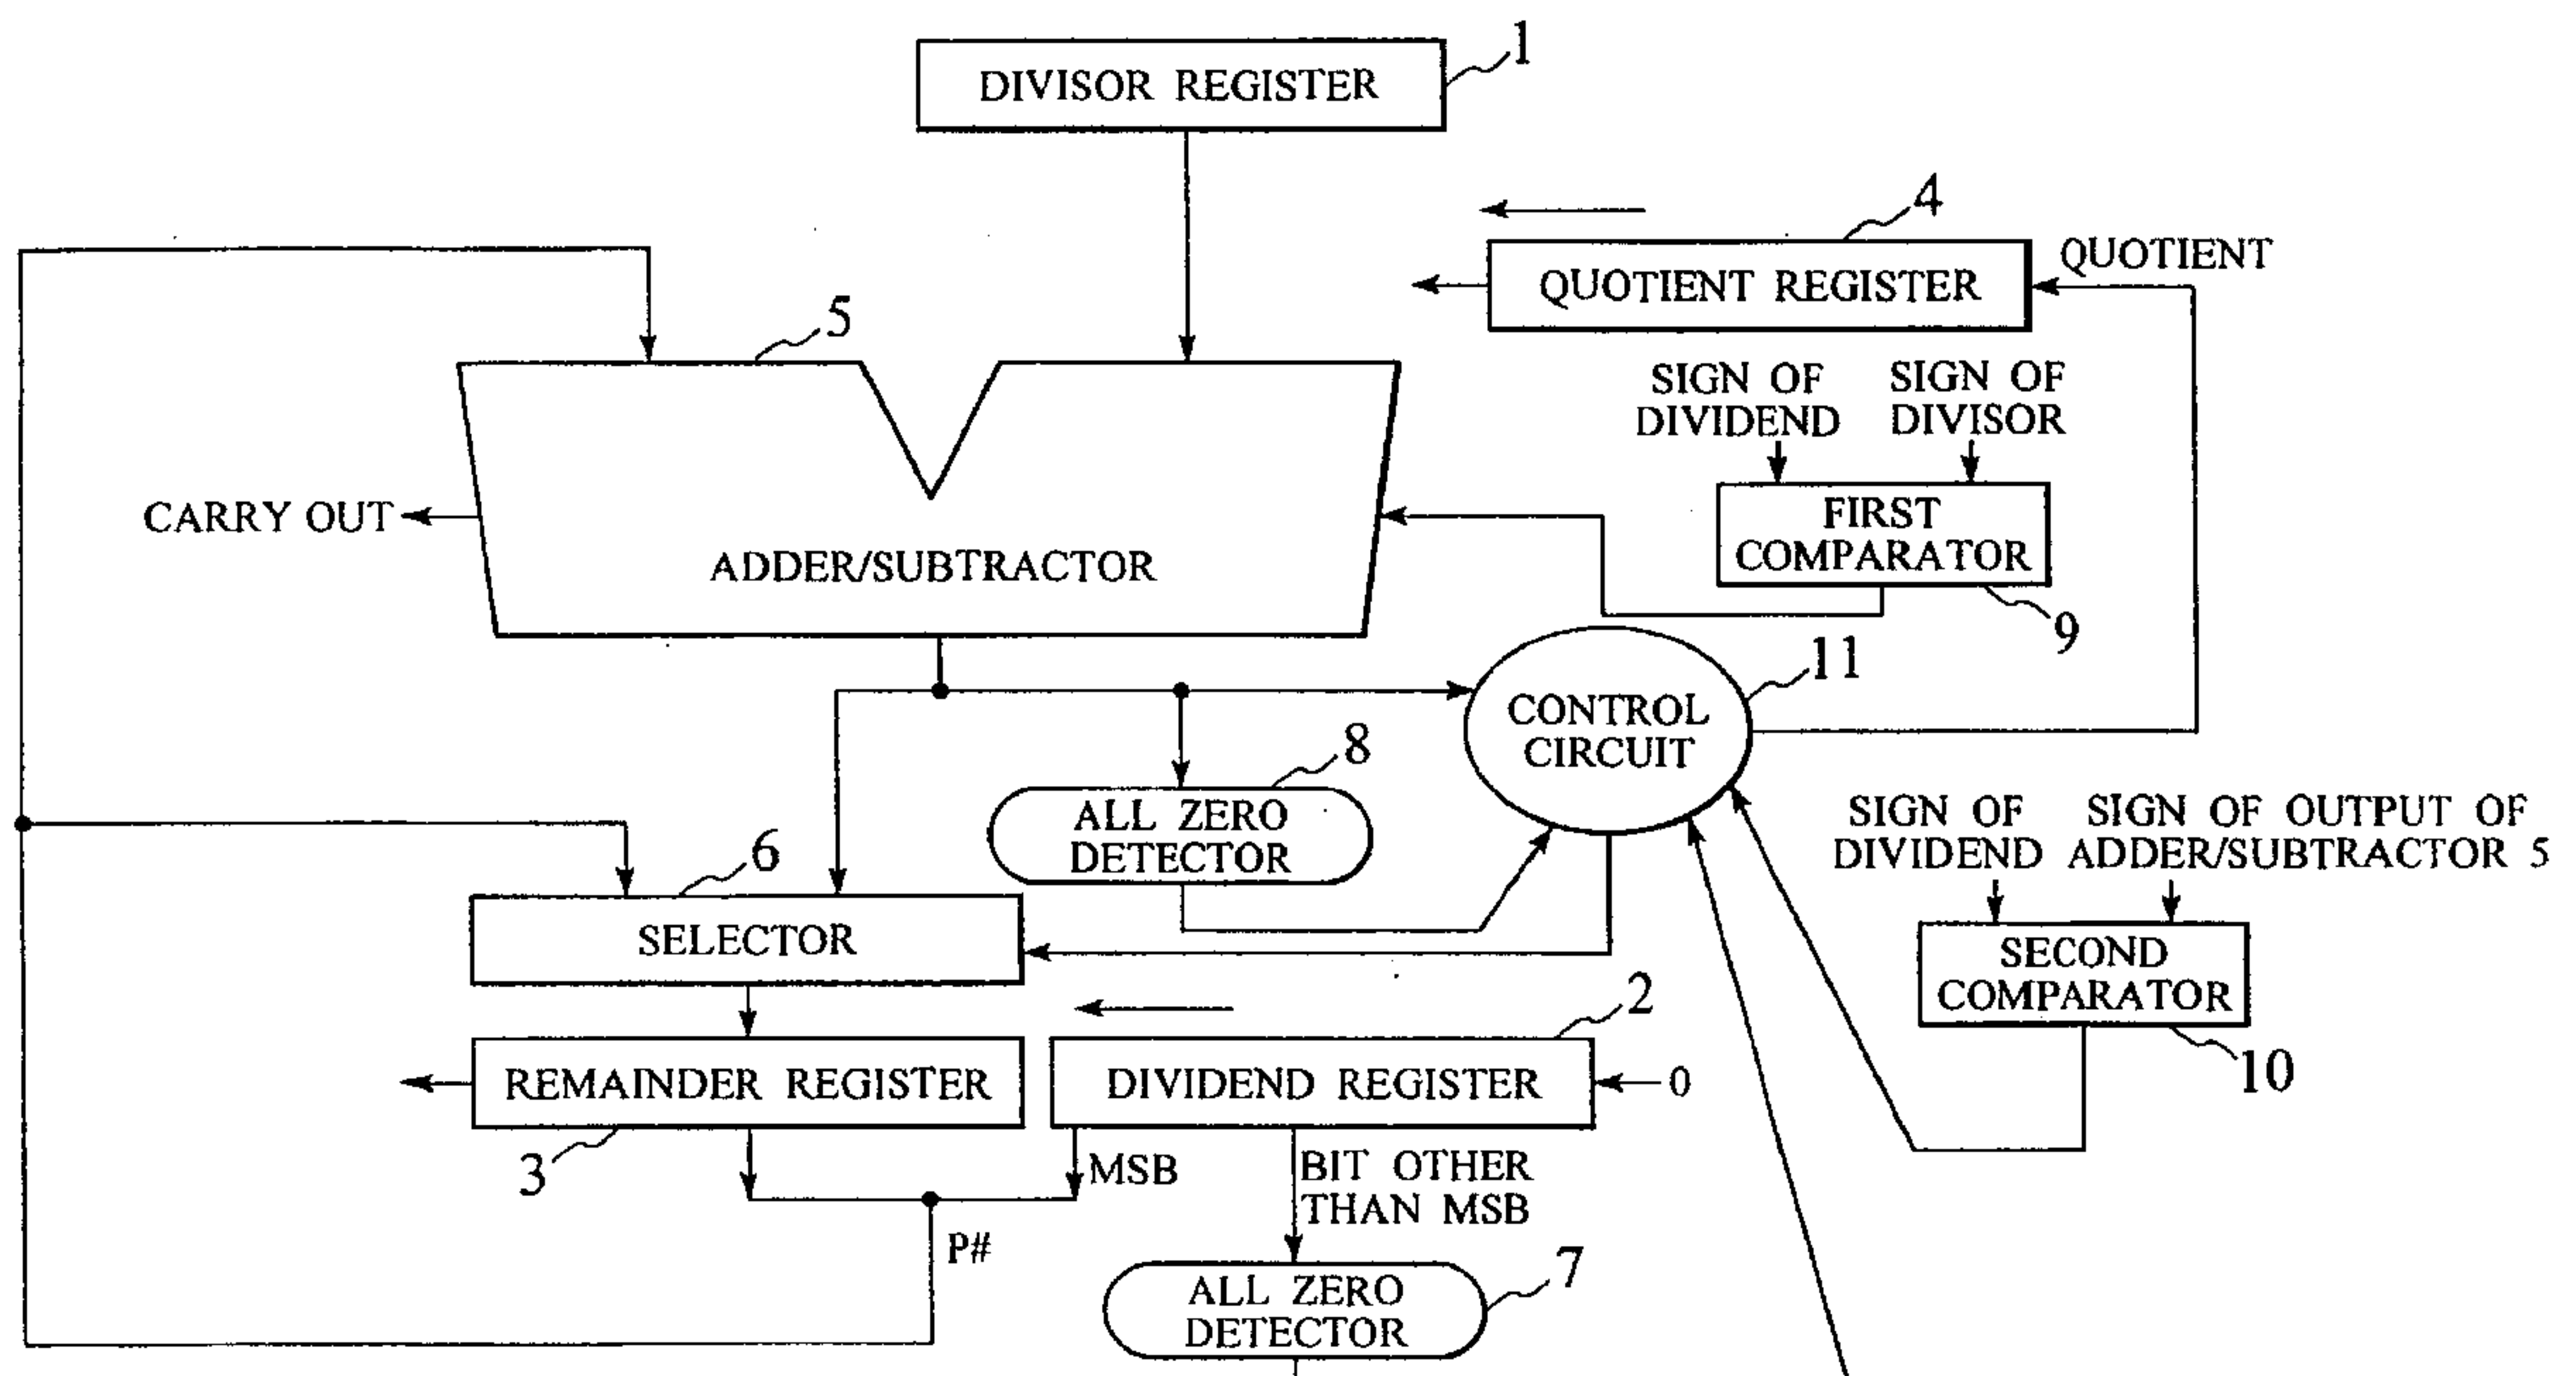 1
DIVISOR REGISTER
4
QUOTIENT
QUOTIENT REGISTER
5
SIGN OF
DIVIDEND
SIGN OF
DIVISOR
FIRST
COMPARATOR
9
CARRY OUT
ADDER/SUBTRACTOR
11
CONTROL
CIRCUIT
8
ALL ZERO
DETECTOR
SIGN OF
DIVIDEND
SIGN OF OUTPUT OF
ADDER/SUBTRACTOR 5
6
SELECTOR
SECOND
COMPARATOR
10
2
REMAINDER REGISTER
DIVIDEND REGISTER
0
3
MSB
BIT OTHER
THAN MSB
P#
7
ALL ZERO
DETECTOR